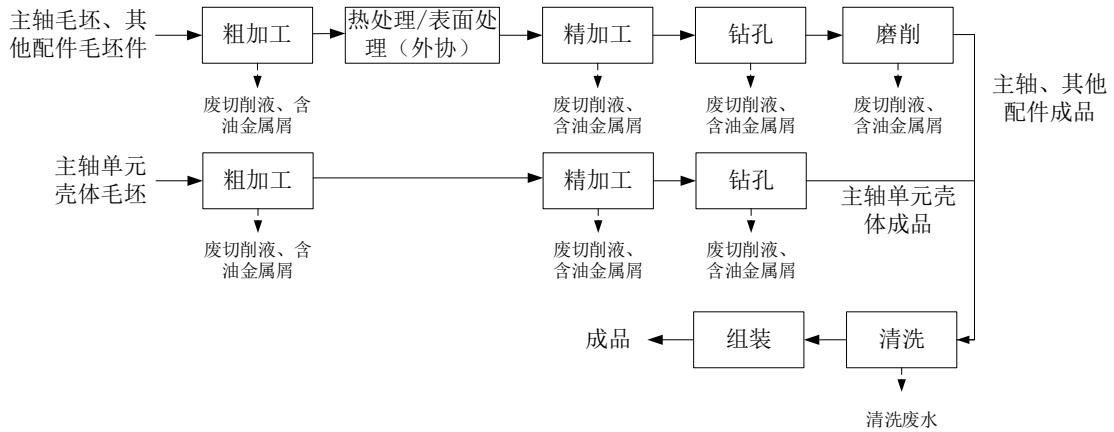 主轴毛坯、其
他配件毛坯件
粗加工
热处理/表面处
理（外协）
精加工
钻孔
磨削
废切削液、含
油金属屑
废切削液、
含油金属屑
废切削液、
含油金属屑
废切削液、
含油金属屑
主轴、其他
配件成品
主轴单元
壳体毛坯
粗加工
精加工
钻孔
主轴单元壳
体成品
废切削液、含
油金属屑
废切削液、
含油金属屑
废切削液、
含油金属屑
成品
组装
清洗
清洗废水